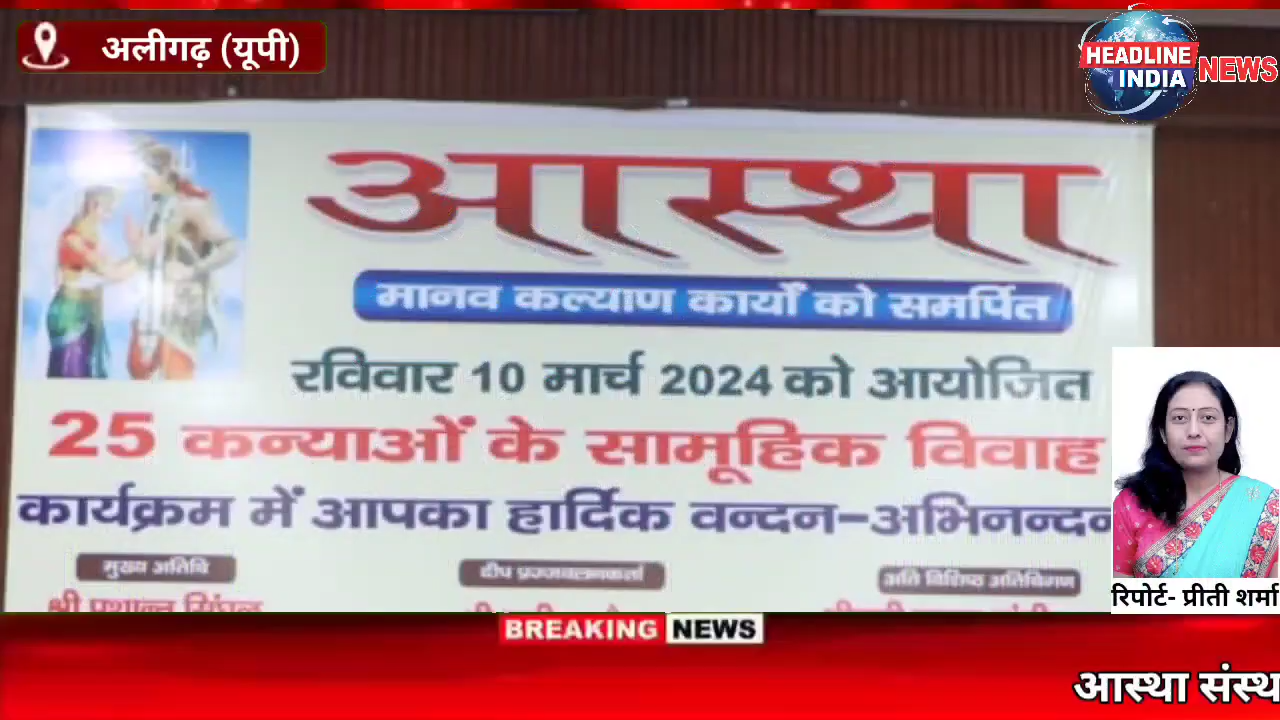 अलीगढ़ (यूपी)
HEADLINE
INDIA NEWS
आस्था
मानव कल्याण कार्यों को समर्पित
रविवार 10 मार्च 2024 को आयोजित
25 कन्याओं के सामूहिक विवाह
कार्यक्रम में आपका हार्दिक वन्दन-अभिनन्दन
मुख्य अतिथि
दीप प्रज्जवलनकर्ता
अति विशिष्ठ अतिथिगण
रिपोर्ट- प्रीती शर्मा
BREAKING NEWS
आस्था